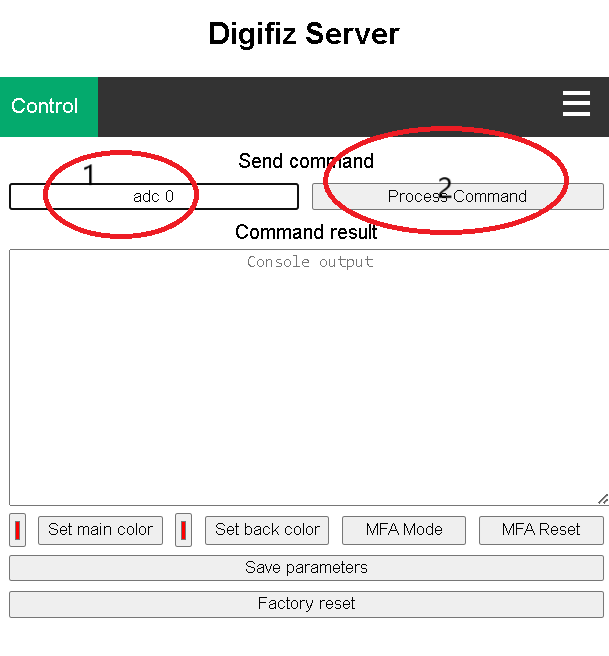 Digifiz Server
Control
Send command
1
2
adc 0
Process Command
Command result
Console output
Set main color
Set back color
MFA Mode
MFA Reset
Save parameters
Factory reset